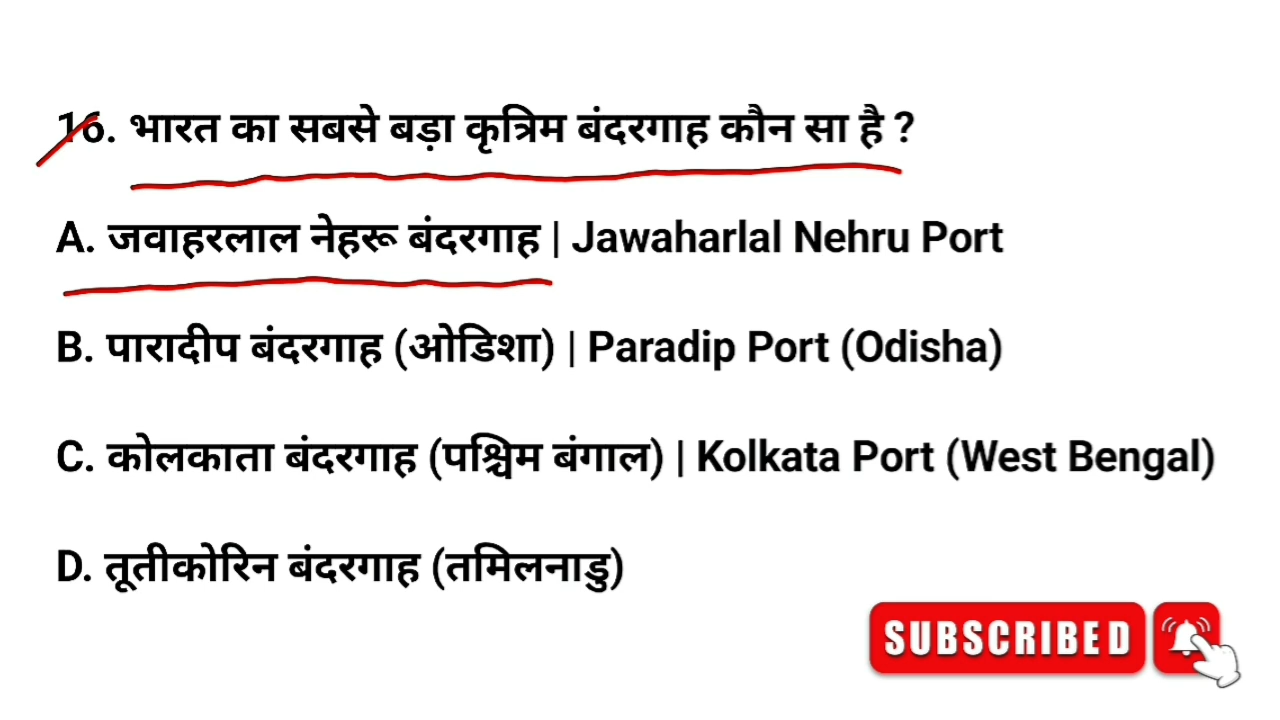 16. भारत का सबसे बड़ा कृत्रिम बंदरगाह कौन सा है ?
A. जवाहरलाल नेहरू बंदरगाह | Jawaharlal Nehru Port
B. पारादीप बंदरगाह (ओडिशा) | Paradip Port (Odisha)
C. कोलकाता बंदरगाह (पश्चिम बंगाल) | Kolkata Port (West Bengal)
D. तूतीकोरिन बंदरगाह (तमिलनाडु)
SUBSCRIBED